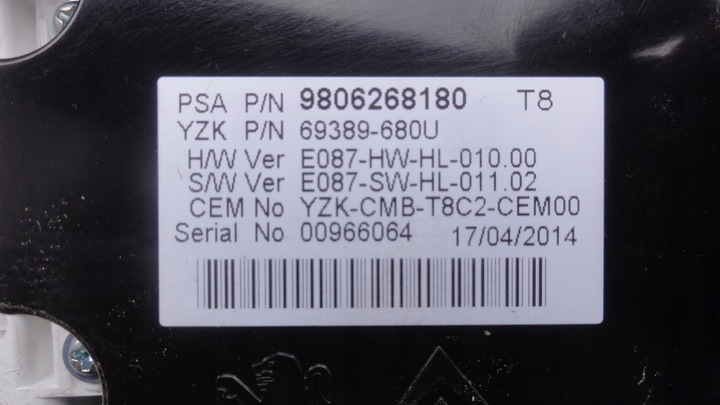 PSA P/N 9806268180 T8
YZK P/N 69389-680U
H/W Ver E087-HW-HL-010.00
S/W Ver E087-SW-HL-011.02
CEM No YZK-CMB-T8C2-CEM00
Serial No 00966064 17/04/2014